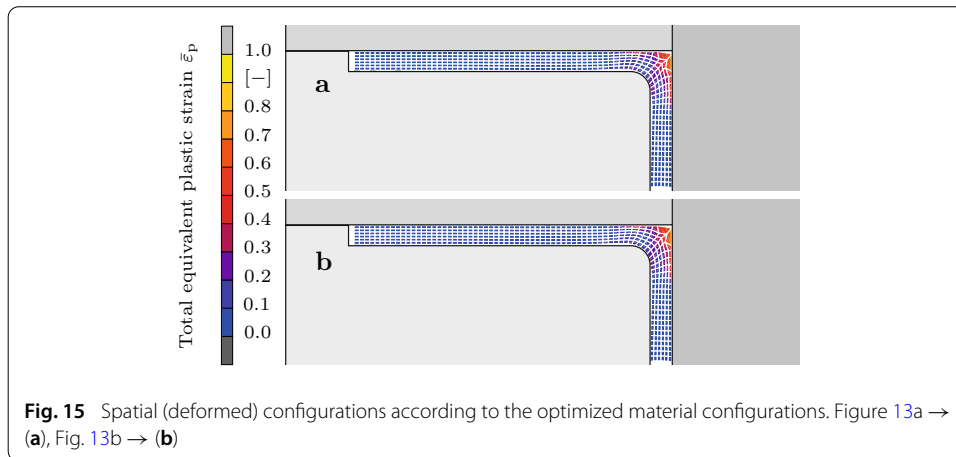 Total equivalent plastic strain ε̄p
1.0
[−]
0.8
0.7
0.6
0.5
0.4
0.3
0.2
0.1
0.0
a
b
Fig. 15 Spatial (deformed) configurations according to the optimized material configurations. Figure 13a →
(a), Fig. 13b → (b)